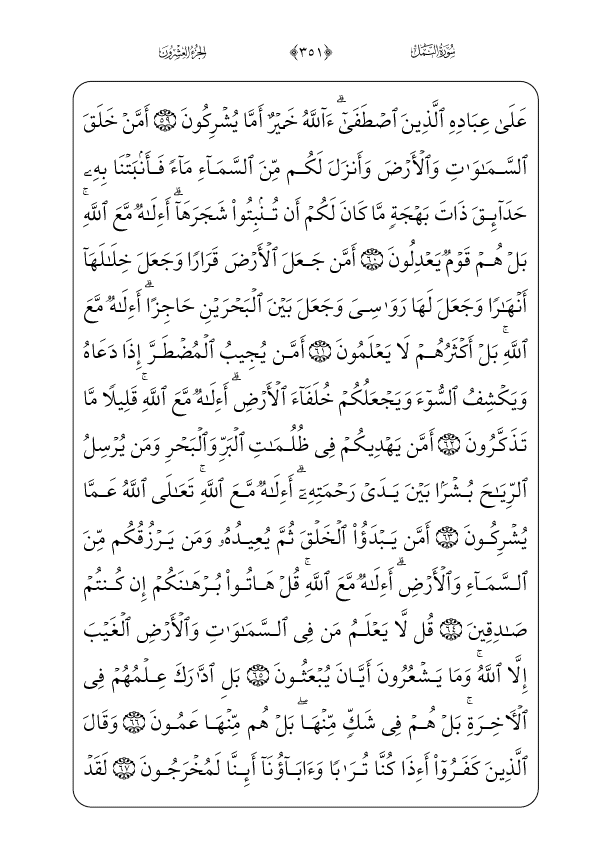 سُورَةُ النَّمْلِ ﴿٣٥١﴾ الجُزْءُ العِشْرُونَ
عَلَىٰ عِبَادِهِ ٱلَّذِينَ ٱصْطَفَىٰٓۗ ءَآللَّهُ خَيْرٌ أَمَّا يُشْرِكُونَ ٥٩ أَمَّنْ خَلَقَ
ٱلسَّمَٰوَٰتِ وَٱلْأَرْضَ وَأَنزَلَ لَكُم مِّنَ ٱلسَّمَآءِ مَآءً فَأَنۢبَتْنَا بِهِۦ
حَدَآئِقَ ذَاتَ بَهْجَةٍ مَّا كَانَ لَكُمْ أَن تُنۢبِتُوا۟ شَجَرَهَآۗ أَءِلَٰهٌ مَّعَ ٱللَّهِۚ
بَلْ هُمْ قَوْمٌ يَعْدِلُونَ ٦٠ أَمَّن جَعَلَ ٱلْأَرْضَ قَرَارًا وَجَعَلَ خِلَٰلَهَآ
أَنْهَٰرًا وَجَعَلَ لَهَا رَوَٰسِىَ وَجَعَلَ بَيْنَ ٱلْبَحْرَيْنِ حَاجِزًاۗ أَءِلَٰهٌ مَّعَ
ٱللَّهِۚ بَلْ أَكْثَرُهُمْ لَا يَعْلَمُونَ ٦١ أَمَّن يُجِيبُ ٱلْمُضْطَرَّ إِذَا دَعَاهُ
وَيَكْشِفُ ٱلسُّوٓءَ وَيَجْعَلُكُمْ خُلَفَآءَ ٱلْأَرْضِۗ أَءِلَٰهٌ مَّعَ ٱللَّهِۚ قَلِيلًا مَّا
تَذَكَّرُونَ ٦٢ أَمَّن يَهْدِيكُمْ فِى ظُلُمَٰتِ ٱلْبَرِّ وَٱلْبَحْرِ وَمَن يُرْسِلُ
ٱلرِّيَٰحَ بُشْرًۢا بَيْنَ يَدَىْ رَحْمَتِهِۦٓۗ أَءِلَٰهٌ مَّعَ ٱللَّهِۚ تَعَٰلَى ٱللَّهُ عَمَّا
يُشْرِكُونَ ٦٣ أَمَّن يَبْدَؤُا۟ ٱلْخَلْقَ ثُمَّ يُعِيدُهُۥ وَمَن يَرْزُقُكُم مِّنَ
ٱلسَّمَآءِ وَٱلْأَرْضِۗ أَءِلَٰهٌ مَّعَ ٱللَّهِۚ قُلْ هَاتُوا۟ بُرْهَٰنَكُمْ إِن كُنتُمْ
صَٰدِقِينَ ٦٤ قُل لَّا يَعْلَمُ مَن فِى ٱلسَّمَٰوَٰتِ وَٱلْأَرْضِ ٱلْغَيْبَ
إِلَّا ٱللَّهُۚ وَمَا يَشْعُرُونَ أَيَّانَ يُبْعَثُونَ ٦٥ بَلِ ٱدَّٰرَكَ عِلْمُهُمْ فِى
ٱلْءَاخِرَةِۚ بَلْ هُمْ فِى شَكٍّ مِّنْهَاۖ بَلْ هُم مِّنْهَا عَمُونَ ٦٦ وَقَالَ
ٱلَّذِينَ كَفَرُوٓا۟ أَءِذَا كُنَّا تُرَٰبًا وَءَابَآؤُنَآ أَئِنَّا لَمُخْرَجُونَ ٦٧ لَقَدْ